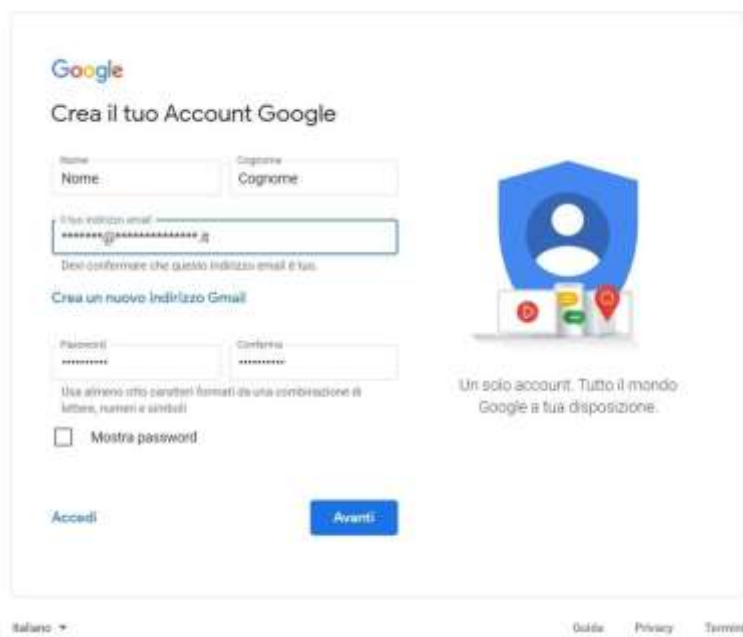 Google
Crea il tuo Account Google
Nome Cognome
Nome Cognome
Il tuo indirizzo email
*******@**************.it
Devi confermare che questo indirizzo email è tuo.
Crea un nuovo indirizzo Gmail
Password Conferma
Usa almeno otto caratteri formati da una combinazione di
lettere, numeri e simboli
Mostra password
Accedi Avanti
Un solo account. Tutto il mondo
Google a tua disposizione.
Italiano Guida Privacy Termini